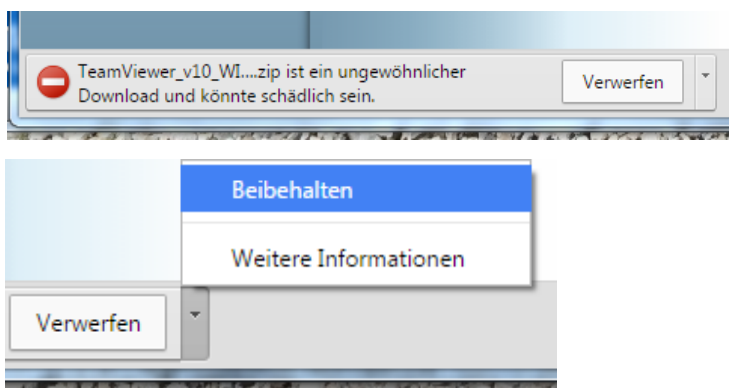 TeamViewer_v10_WI....zip ist ein ungewöhnlicher
Download und könnte schädlich sein.
Verwerfen
Beibehalten
Weitere Informationen
Verwerfen